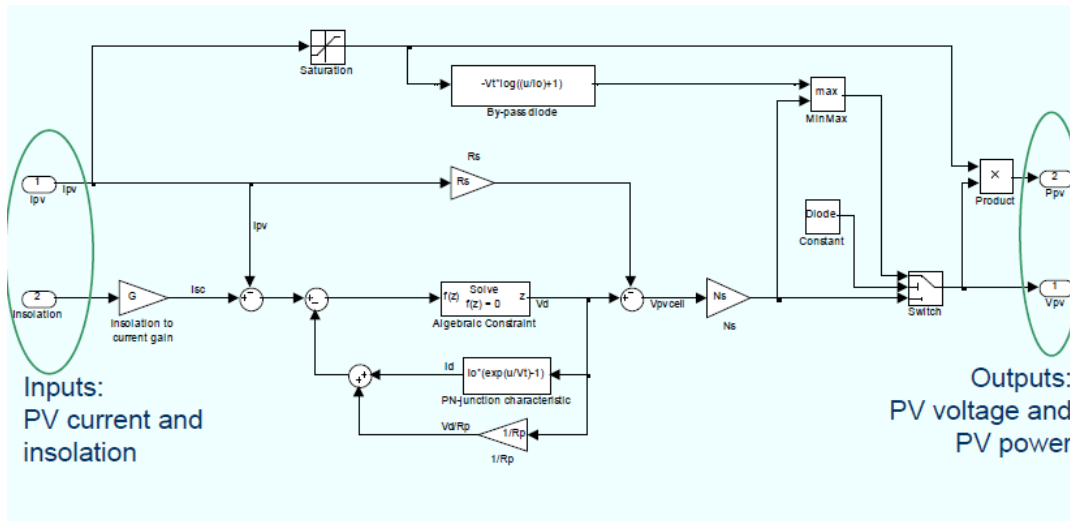 Saturation
-Vt*log((u/Io)+1)
By-pass diode
max
MinMax
Rs
Rs
1
Ipv
Ipv
Ipv
×
Product
2
Ppv
Diode
Constant
2
Insolation
G
Insolation to
current gain
Isc
Solve
f(z)
f(z) = 0
z
Algebraic Constraint
Vd
Vpvcell
Ns
Ns
Switch
1
Vpv
Id
Io*(exp(u/Vt)-1)
PN-junction characteristic
Vd/Rp
1/Rp
1/Rp
Inputs:
PV current and
insolation
Outputs:
PV voltage and
PV power